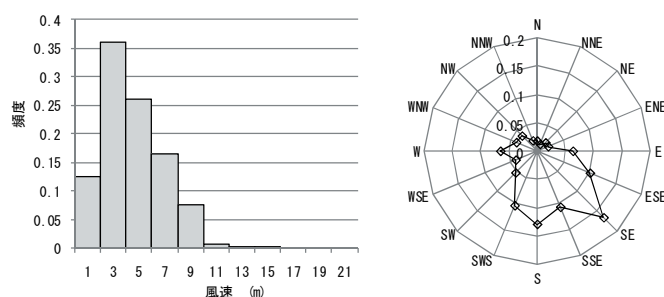 0.4
0.35
0.3
0.25
0.2
0.15
0.1
0.05
0
頻度
1 3 5 7 9 11 13 15 17 19 21
風速 (m)
N
NNW NNE
0.2
NW NE
0.15
WNW ENE
0.1
0.05
W 0 E
WSE ESE
SW SE
SWS SSE
S